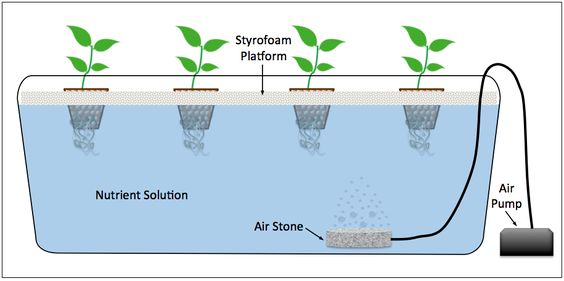 Styrofoam
Platform
Nutrient Solution
Air Stone
Air
Pump